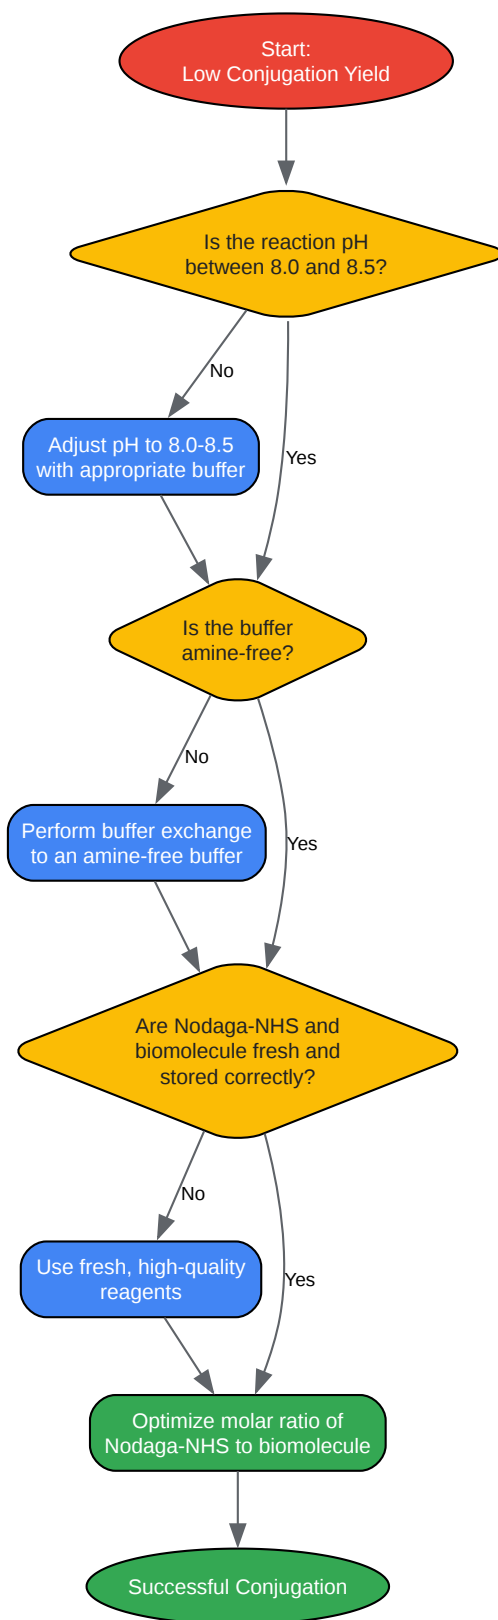 Start:
Low Conjugation Yield
Is the reaction pH
between 8.0 and 8.5?
No
Adjust pH to 8.0-8.5
with appropriate buffer
Yes
Is the buffer
amine-free?
No
Perform buffer exchange
to an amine-free buffer
Yes
Are Nodaga-NHS and
biomolecule fresh and
stored correctly?
No
Use fresh, high-quality
reagents
Yes
Optimize molar ratio of
Nodaga-NHS to biomolecule
Successful Conjugation